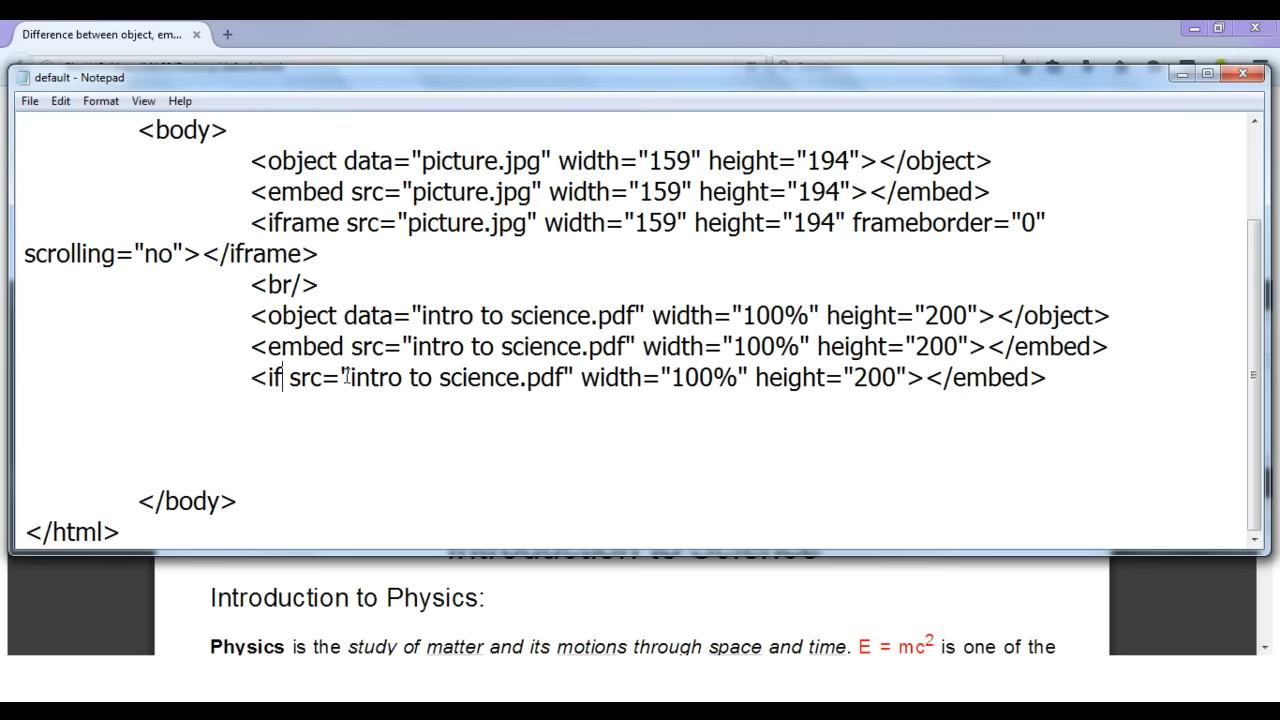 Difference between object, em...
default - Notepad
File Edit Format View Help
<body>
<object data="picture.jpg" width="159" height="194"></object>
<embed src="picture.jpg" width="159" height="194"></embed>
<iframe src="picture.jpg" width="159" height="194" frameborder="0"
scrolling="no"></iframe>
<br/>
<object data="intro to science.pdf" width="100%" height="200"></object>
<embed src="intro to science.pdf" width="100%" height="200"></embed>
<if src="intro to science.pdf" width="100%" height="200"></embed>
</body>
</html>
Introduction to Science
Introduction to Physics:
Physics is the study of matter and its motions through space and time. E = mc2 is one of the